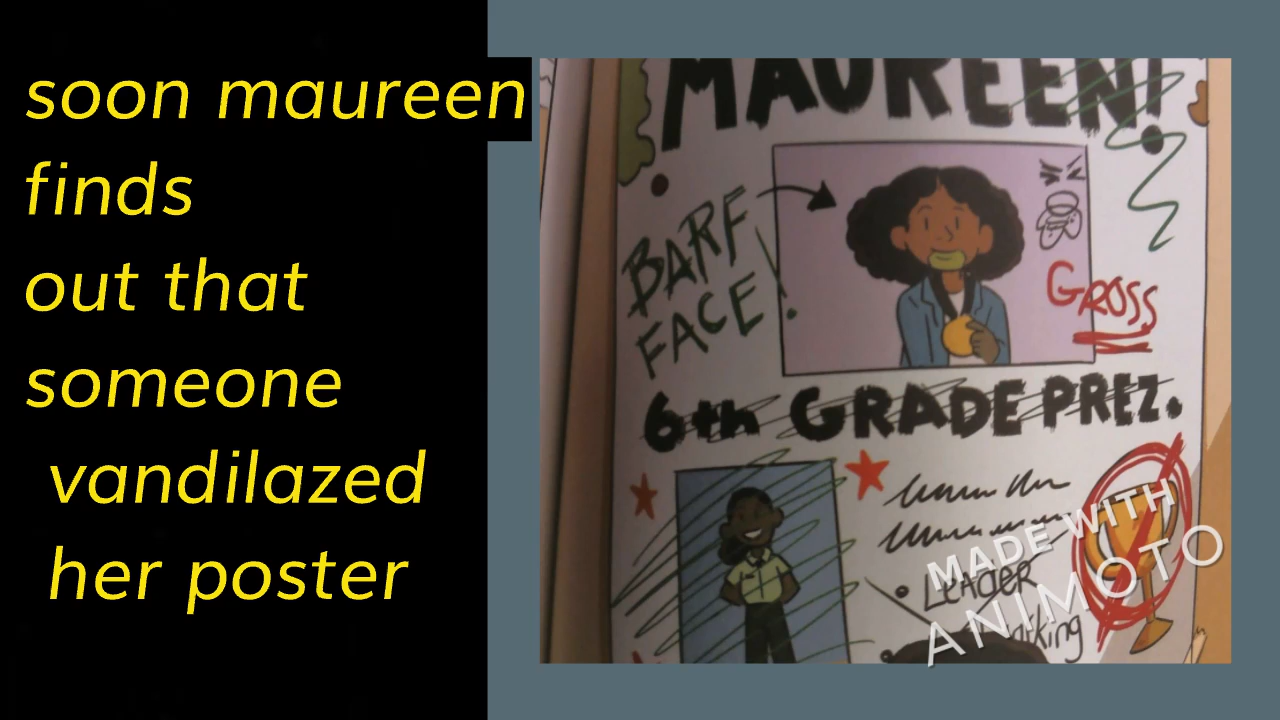 soon maureen
finds
out that
someone
vandilazed
her poster
MAUREEN!
BARF
FACE!
GROSS
6th GRADE PREZ.
• LEADER
MADE WITH
ANIMOTO